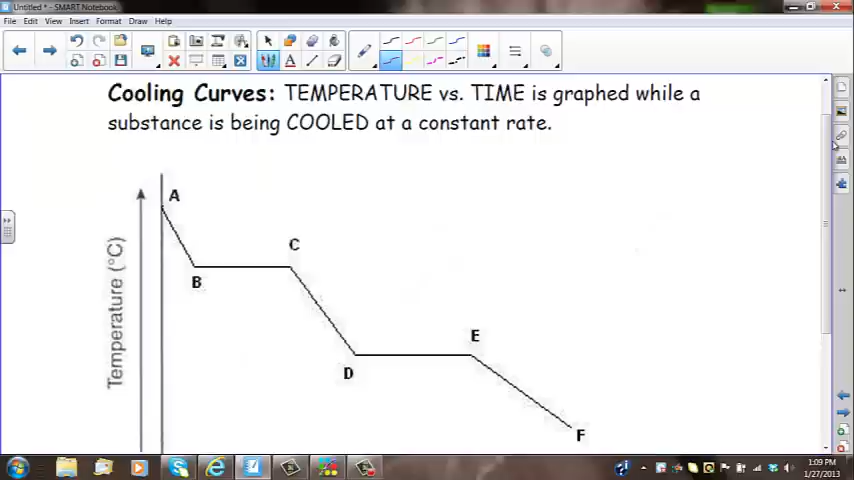 Untitled * - SMART Notebook
File Edit View Insert Format Draw Help
Cooling Curves: TEMPERATURE vs. TIME is graphed while a
substance is being COOLED at a constant rate.
A
C
B
E
D
F
Temperature (°C)
1:09 PM
1/27/2013